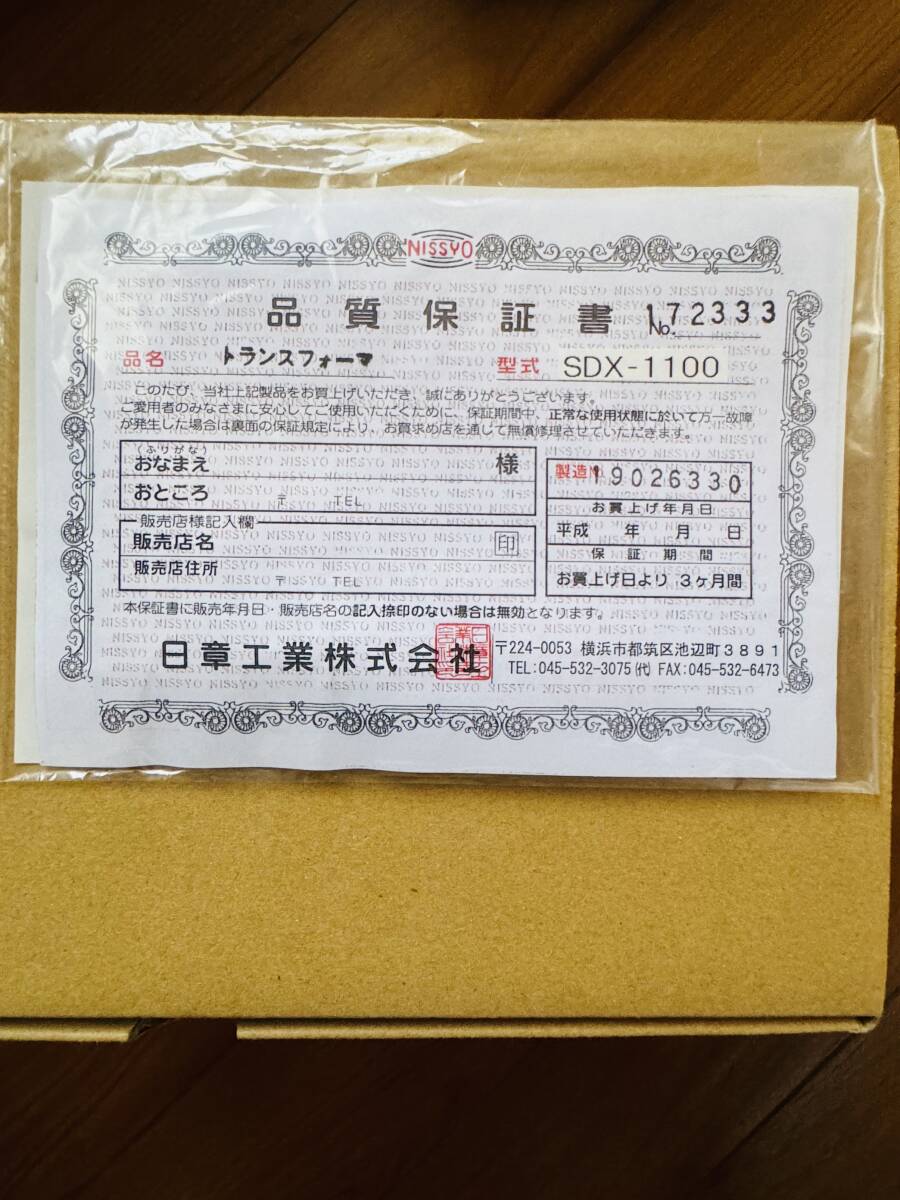 NISSYO
品質保証書
No. 172333
品名 トランスフォーマ
型式 SDX-1100
このたび、当社上記製品をお買上げいただき、誠にありがとうございます。
ご愛用者のみなさまに安心してご使用いただくために、保証期間中、正常な使用状態に於いて万一故障
が発生した場合は裏面の保証規定により、お買求め店を通じて無償修理させていただきます。
(ふりがな)
おなまえ 様
おところ 〒 TEL
販売店様記入欄
販売店名 印
販売店住所
〒 TEL
製造 19026330
お買上げ年月日
平成 年 月 日
保証期間
お買上げ日より 3ヶ月間
本保証書に販売年月日・販売店名の記入捺印のない場合は無効となります。
日章工業株式会社
〒224-0053 横浜市都筑区池辺町3891
TEL:045-532-3075(代) FAX:045-532-6473